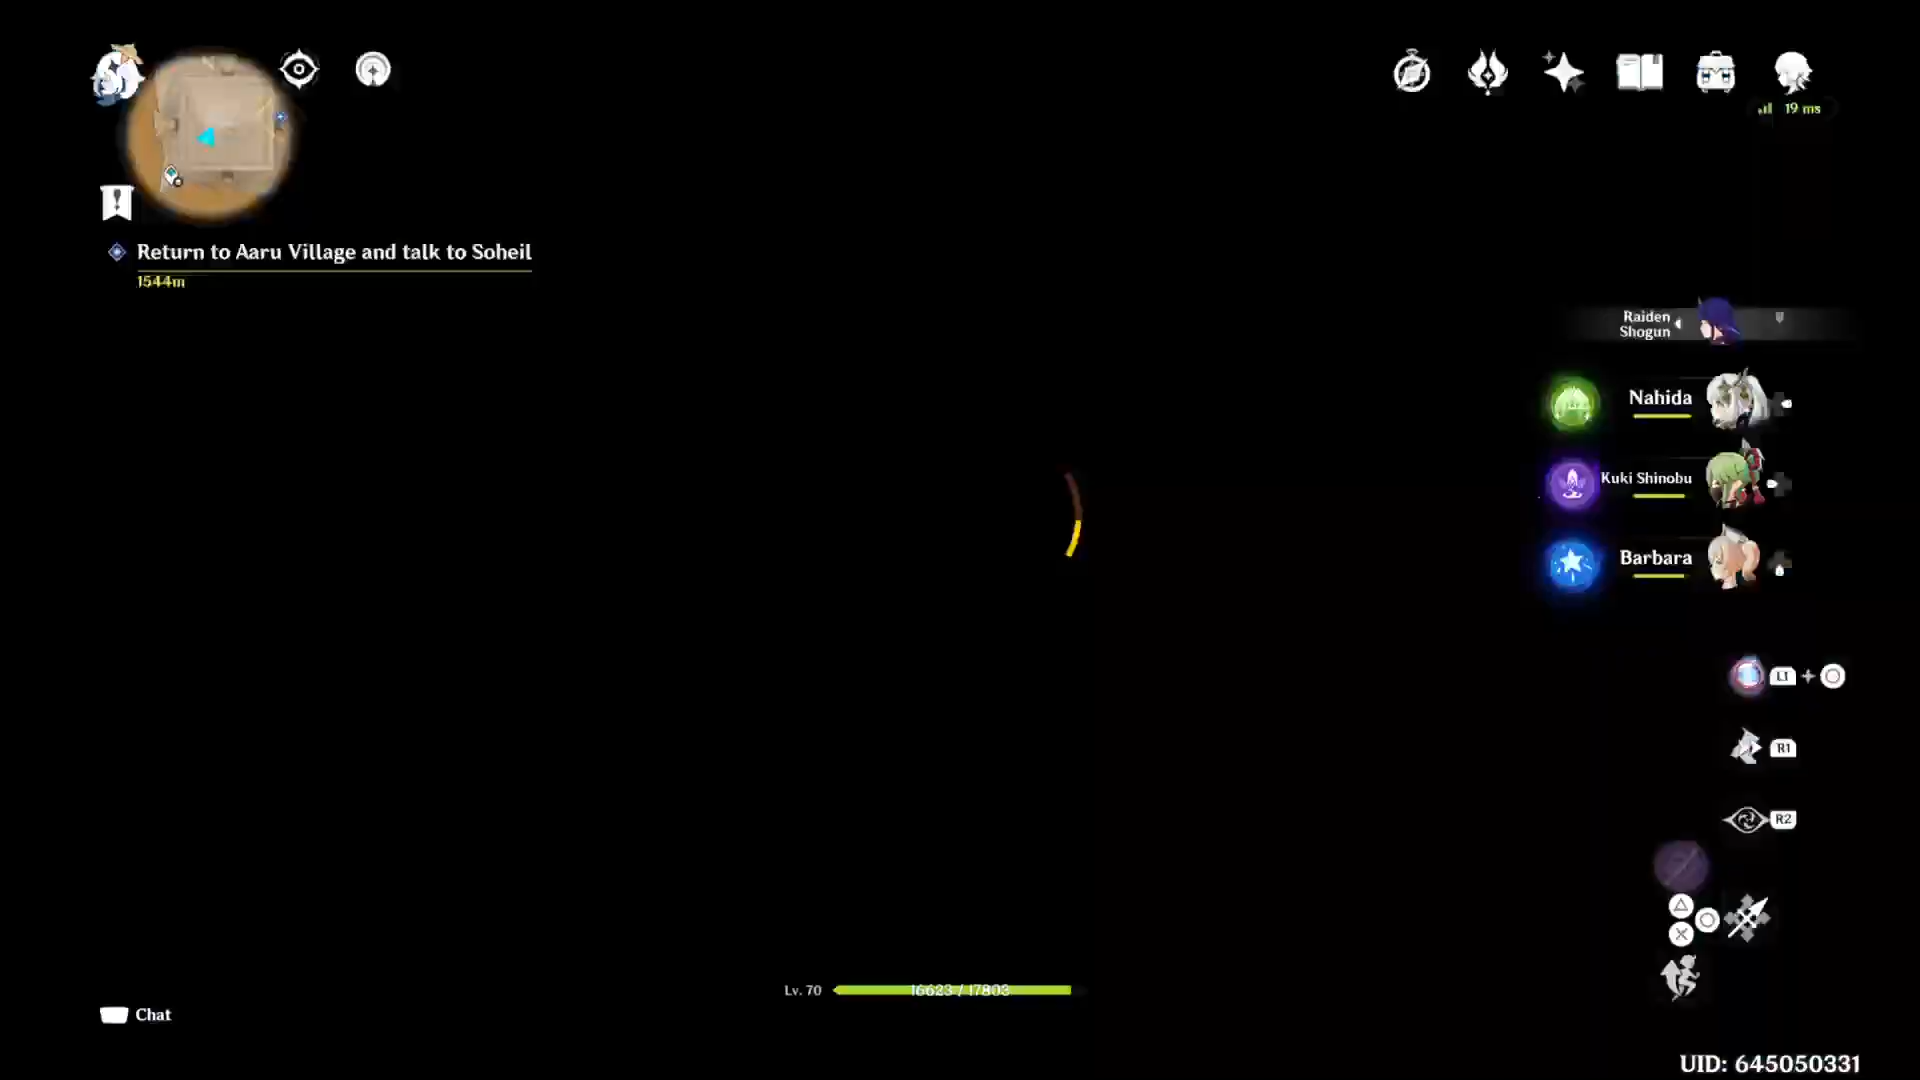 19 ms
Return to Aaru Village and talk to Soheil
1544m
Raiden
Shogun
Nahida
Kuki Shinobu
Barbara
L1
R1
R2
Lv. 70
16623 / 17803
Chat
UID: 645050331